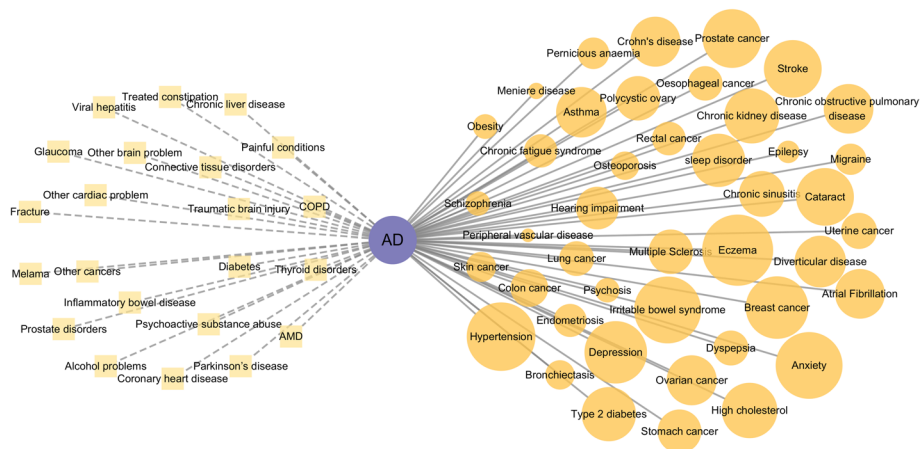 Prostate cancer
Crohn's disease
Pernicious anaemia
Stroke
Oesophageal cancer
Meniere disease
Treated constipation
Polycystic ovary
Viral hepatitis
Chronic liver disease
Chronic obstructive pulmonary
disease
Asthma
Chronic kidney disease
Obesity
Rectal cancer
Painful conditions
Glaucoma
Other brain problem
Chronic fatigue syndrome
Epilepsy
sleep disorder
Migraine
Connective tissue disorders
Osteoporosis
Other cardiac problem
Chronic sinusitis
Cataract
Schizophrenia
COPD
Fracture
Traumatic brain injury
Hearing impairment
Uterine cancer
Peripheral vascular disease
AD
Multiple Sclerosis
Eczema
Lung cancer
Diverticular disease
Diabetes
Thyroid disorders
Skin cancer
Melama
Other cancers
Colon cancer
Psychosis
Atrial Fibrillation
Inflammatory bowel disease
Irritable bowel syndrome
Breast cancer
Endometriosis
Prostate disorders
Psychoactive substance abuse
AMD
Hypertension
Dyspepsia
Depression
Alcohol problems
Parkinson's disease
Anxiety
Bronchiectasis
Coronary heart disease
Ovarian cancer
Type 2 diabetes
High cholesterol
Stomach cancer